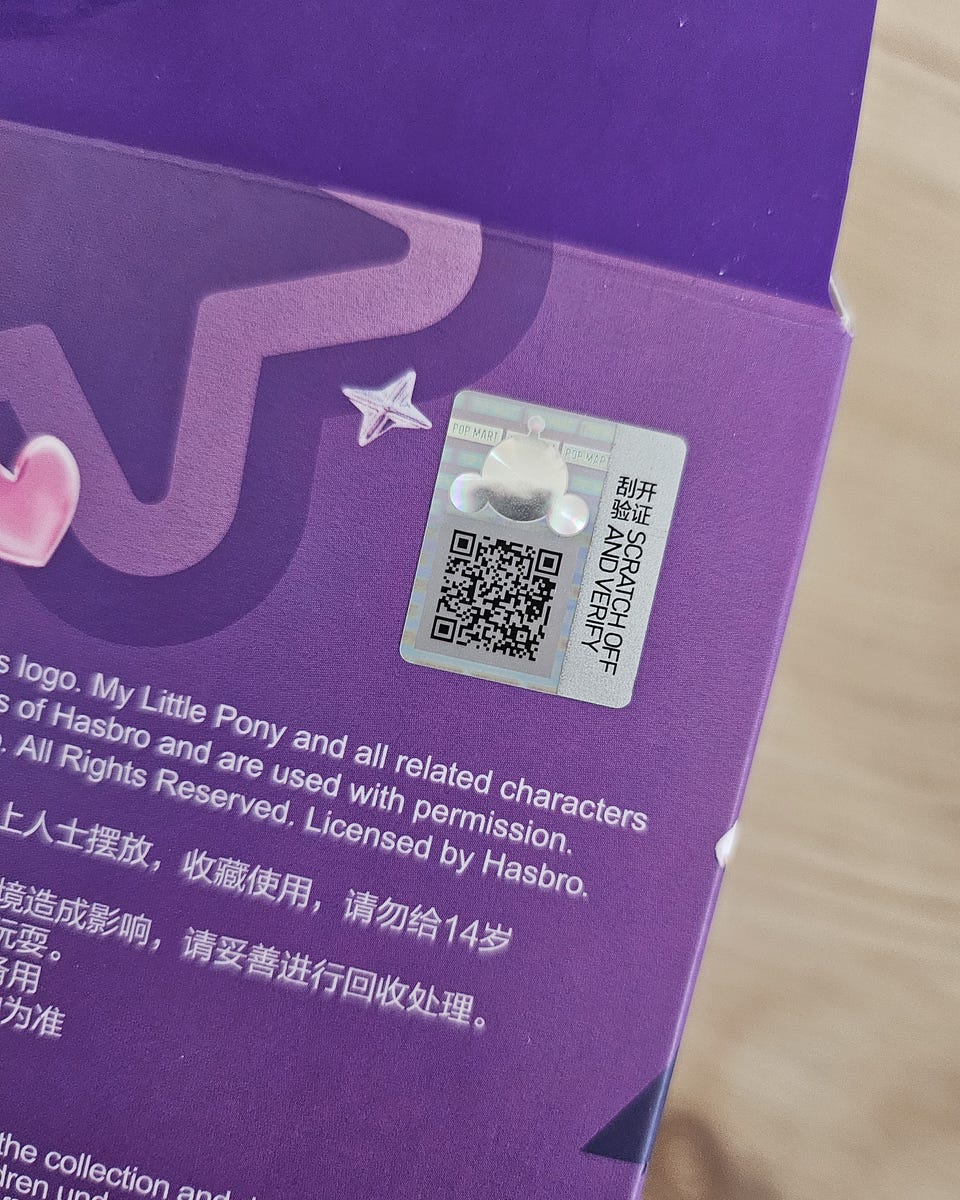 POP MART
POP MART
刮开
验证
SCRATCH OFF
AND VERIFY
logo. My Little Pony and all related characters
of Hasbro and are used with permission.
All Rights Reserved. Licensed by Hasbro.
上人士摆放，收藏使用，请勿给14岁
境造成影响，请妥善进行回收处理。
玩耍。
用
为准
the collection and